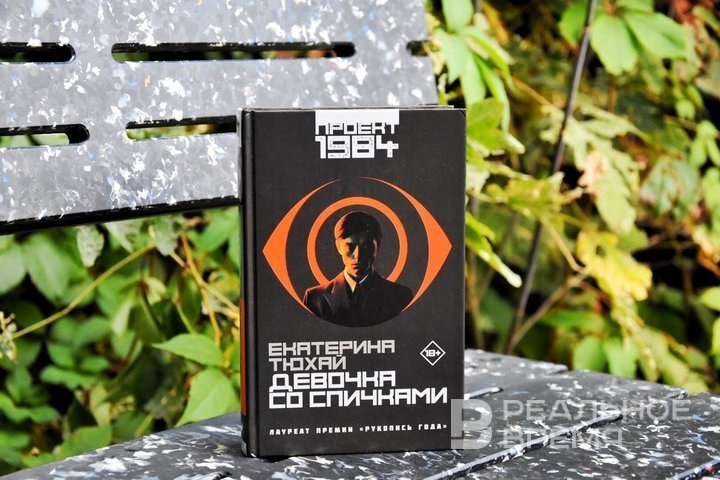 ПРОЕКТ
1984
ЕКАТЕРИНА
ТЮХАЙ
ДЕВОЧКА
СО СПИЧКАМИ
18+
ЛАУРЕАТ ПРЕМИИ «РУКОПИСЬ ГОДА»
В РЕАЛЬНОЕ
ВРЕМЯ